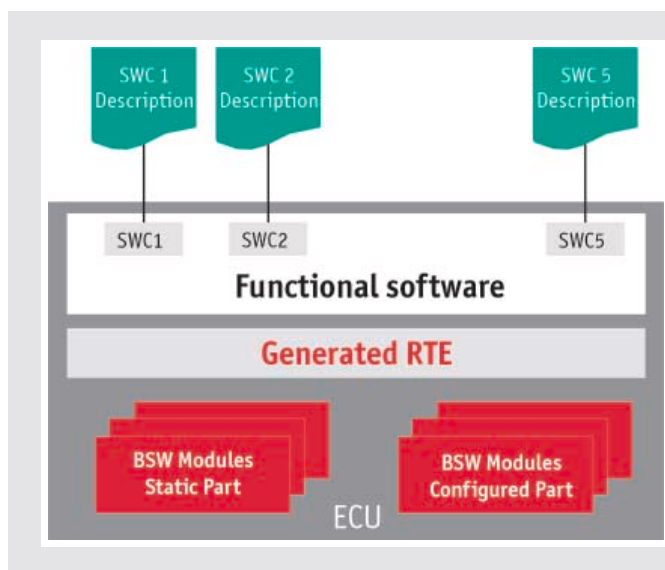 SWC 1
Description
SWC 2
Description
SWC 5
Description
SWC1
SWC2
SWC5
Functional software
Generated RTE
BSW Modules
Static Part
BSW Modules
Configured Part
ECU